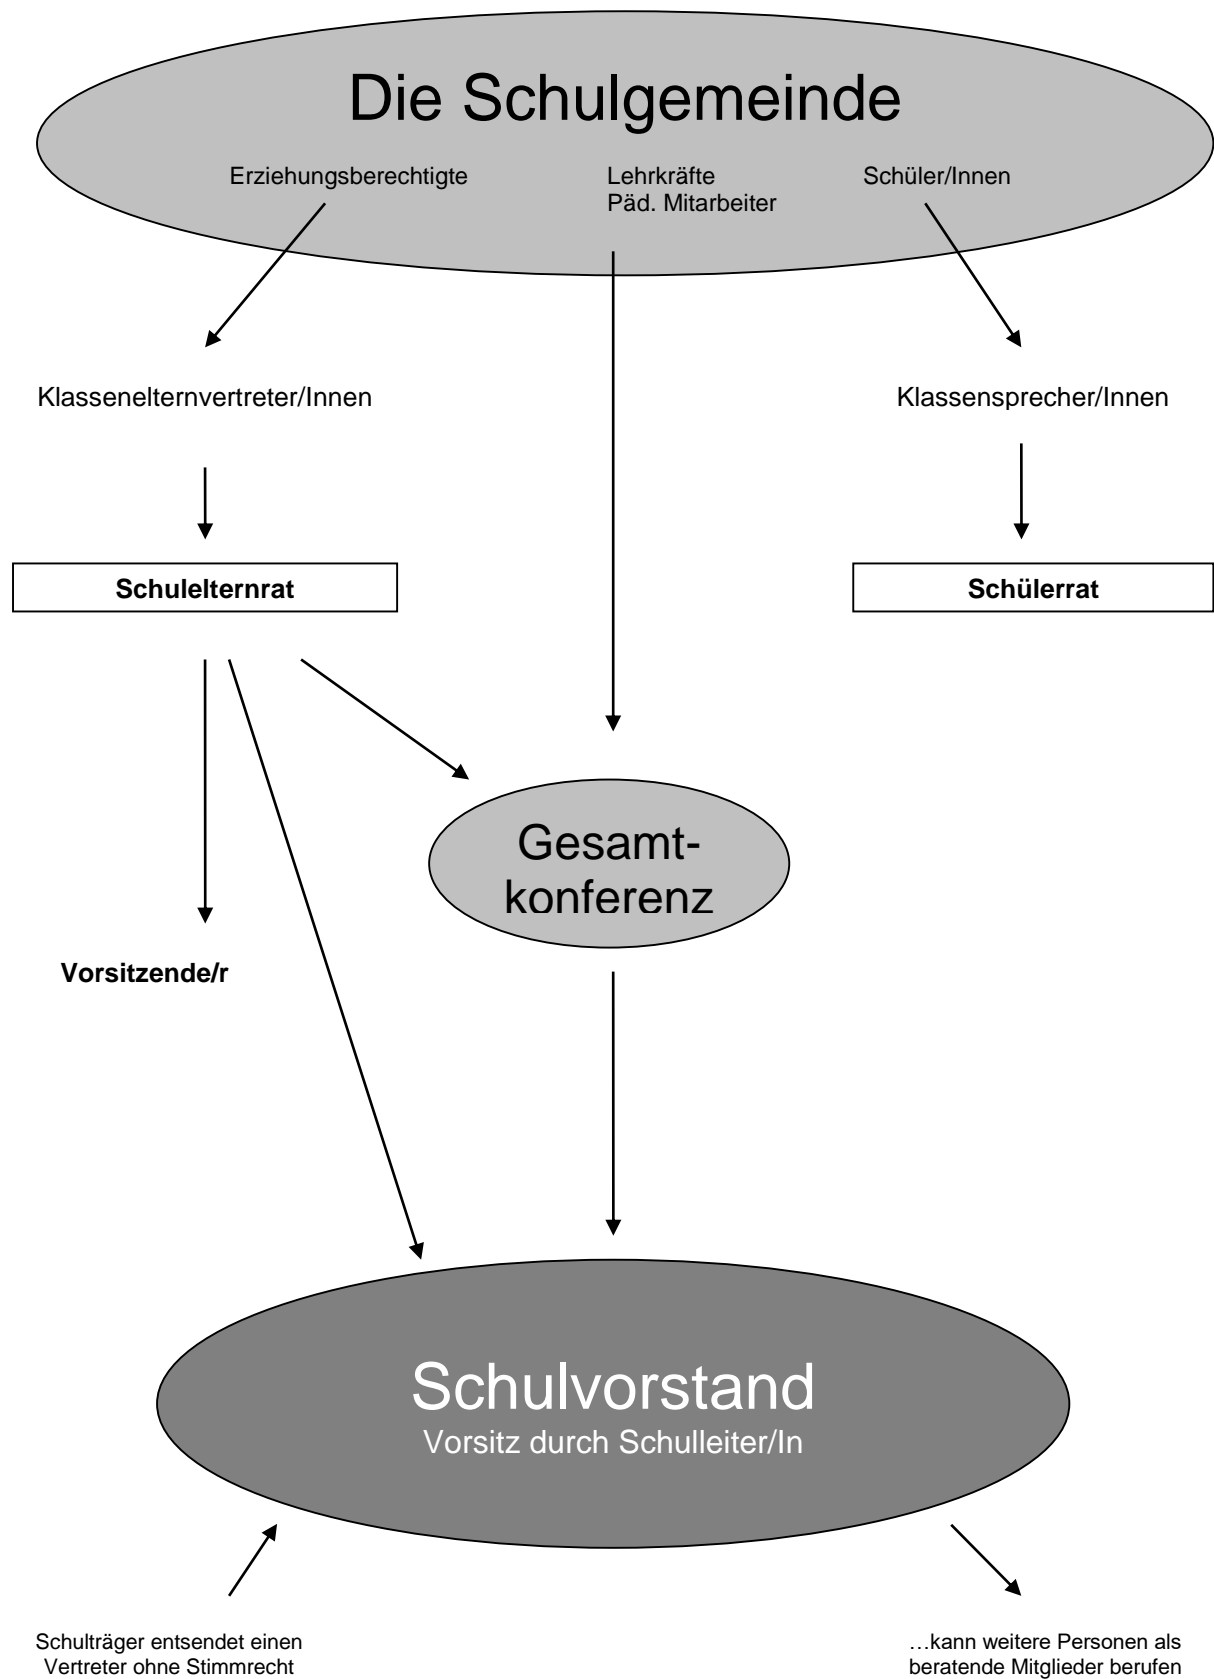 Die Schulgemeinde
Erziehungsberechtigte
Lehrkräfte
Päd. Mitarbeiter
Schüler/Innen
Klassenelternvertreter/Innen
Klassensprecher/Innen
Schulelternrat
Schülerrat
Gesamt-
konferenz
Vorsitzende/r
Schulvorstand
Vorsitz durch Schulleiter/In
Schulträger entsendet einen
Vertreter ohne Stimmrecht
…kann weitere Personen als
beratende Mitglieder berufen